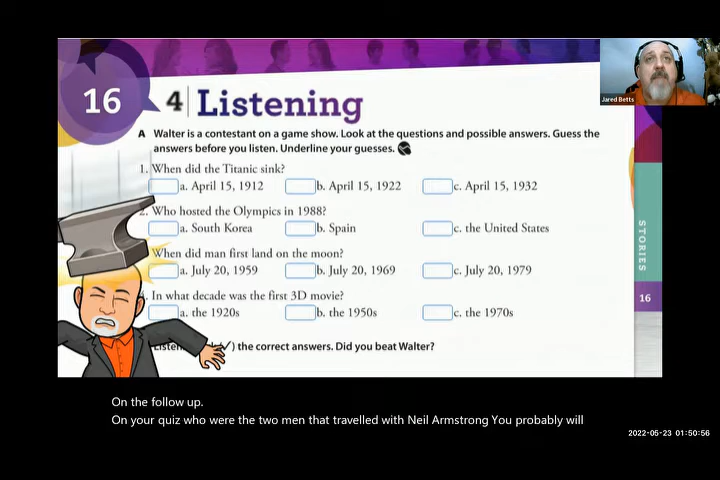 Jared Betts
16
4 Listening
A Walter is a contestant on a game show. Look at the questions and possible answers. Guess the
answers before you listen. Underline your guesses.
1. When did the Titanic sink?
a. April 15, 1912 b. April 15, 1922 c. April 15, 1932
2. Who hosted the Olympics in 1988?
a. South Korea b. Spain c. the United States
When did man first land on the moon?
a. July 20, 1959 b. July 20, 1969 c. July 20, 1979
. In what decade was the first 3D movie?
a. the 1920s b. the 1950s c. the 1970s
Listen ✓) the correct answers. Did you beat Walter?
STORIES
16
On the follow up.
On your quiz who were the two men that travelled with Neil Armstrong You probably will
2022-05-23 01:50:56